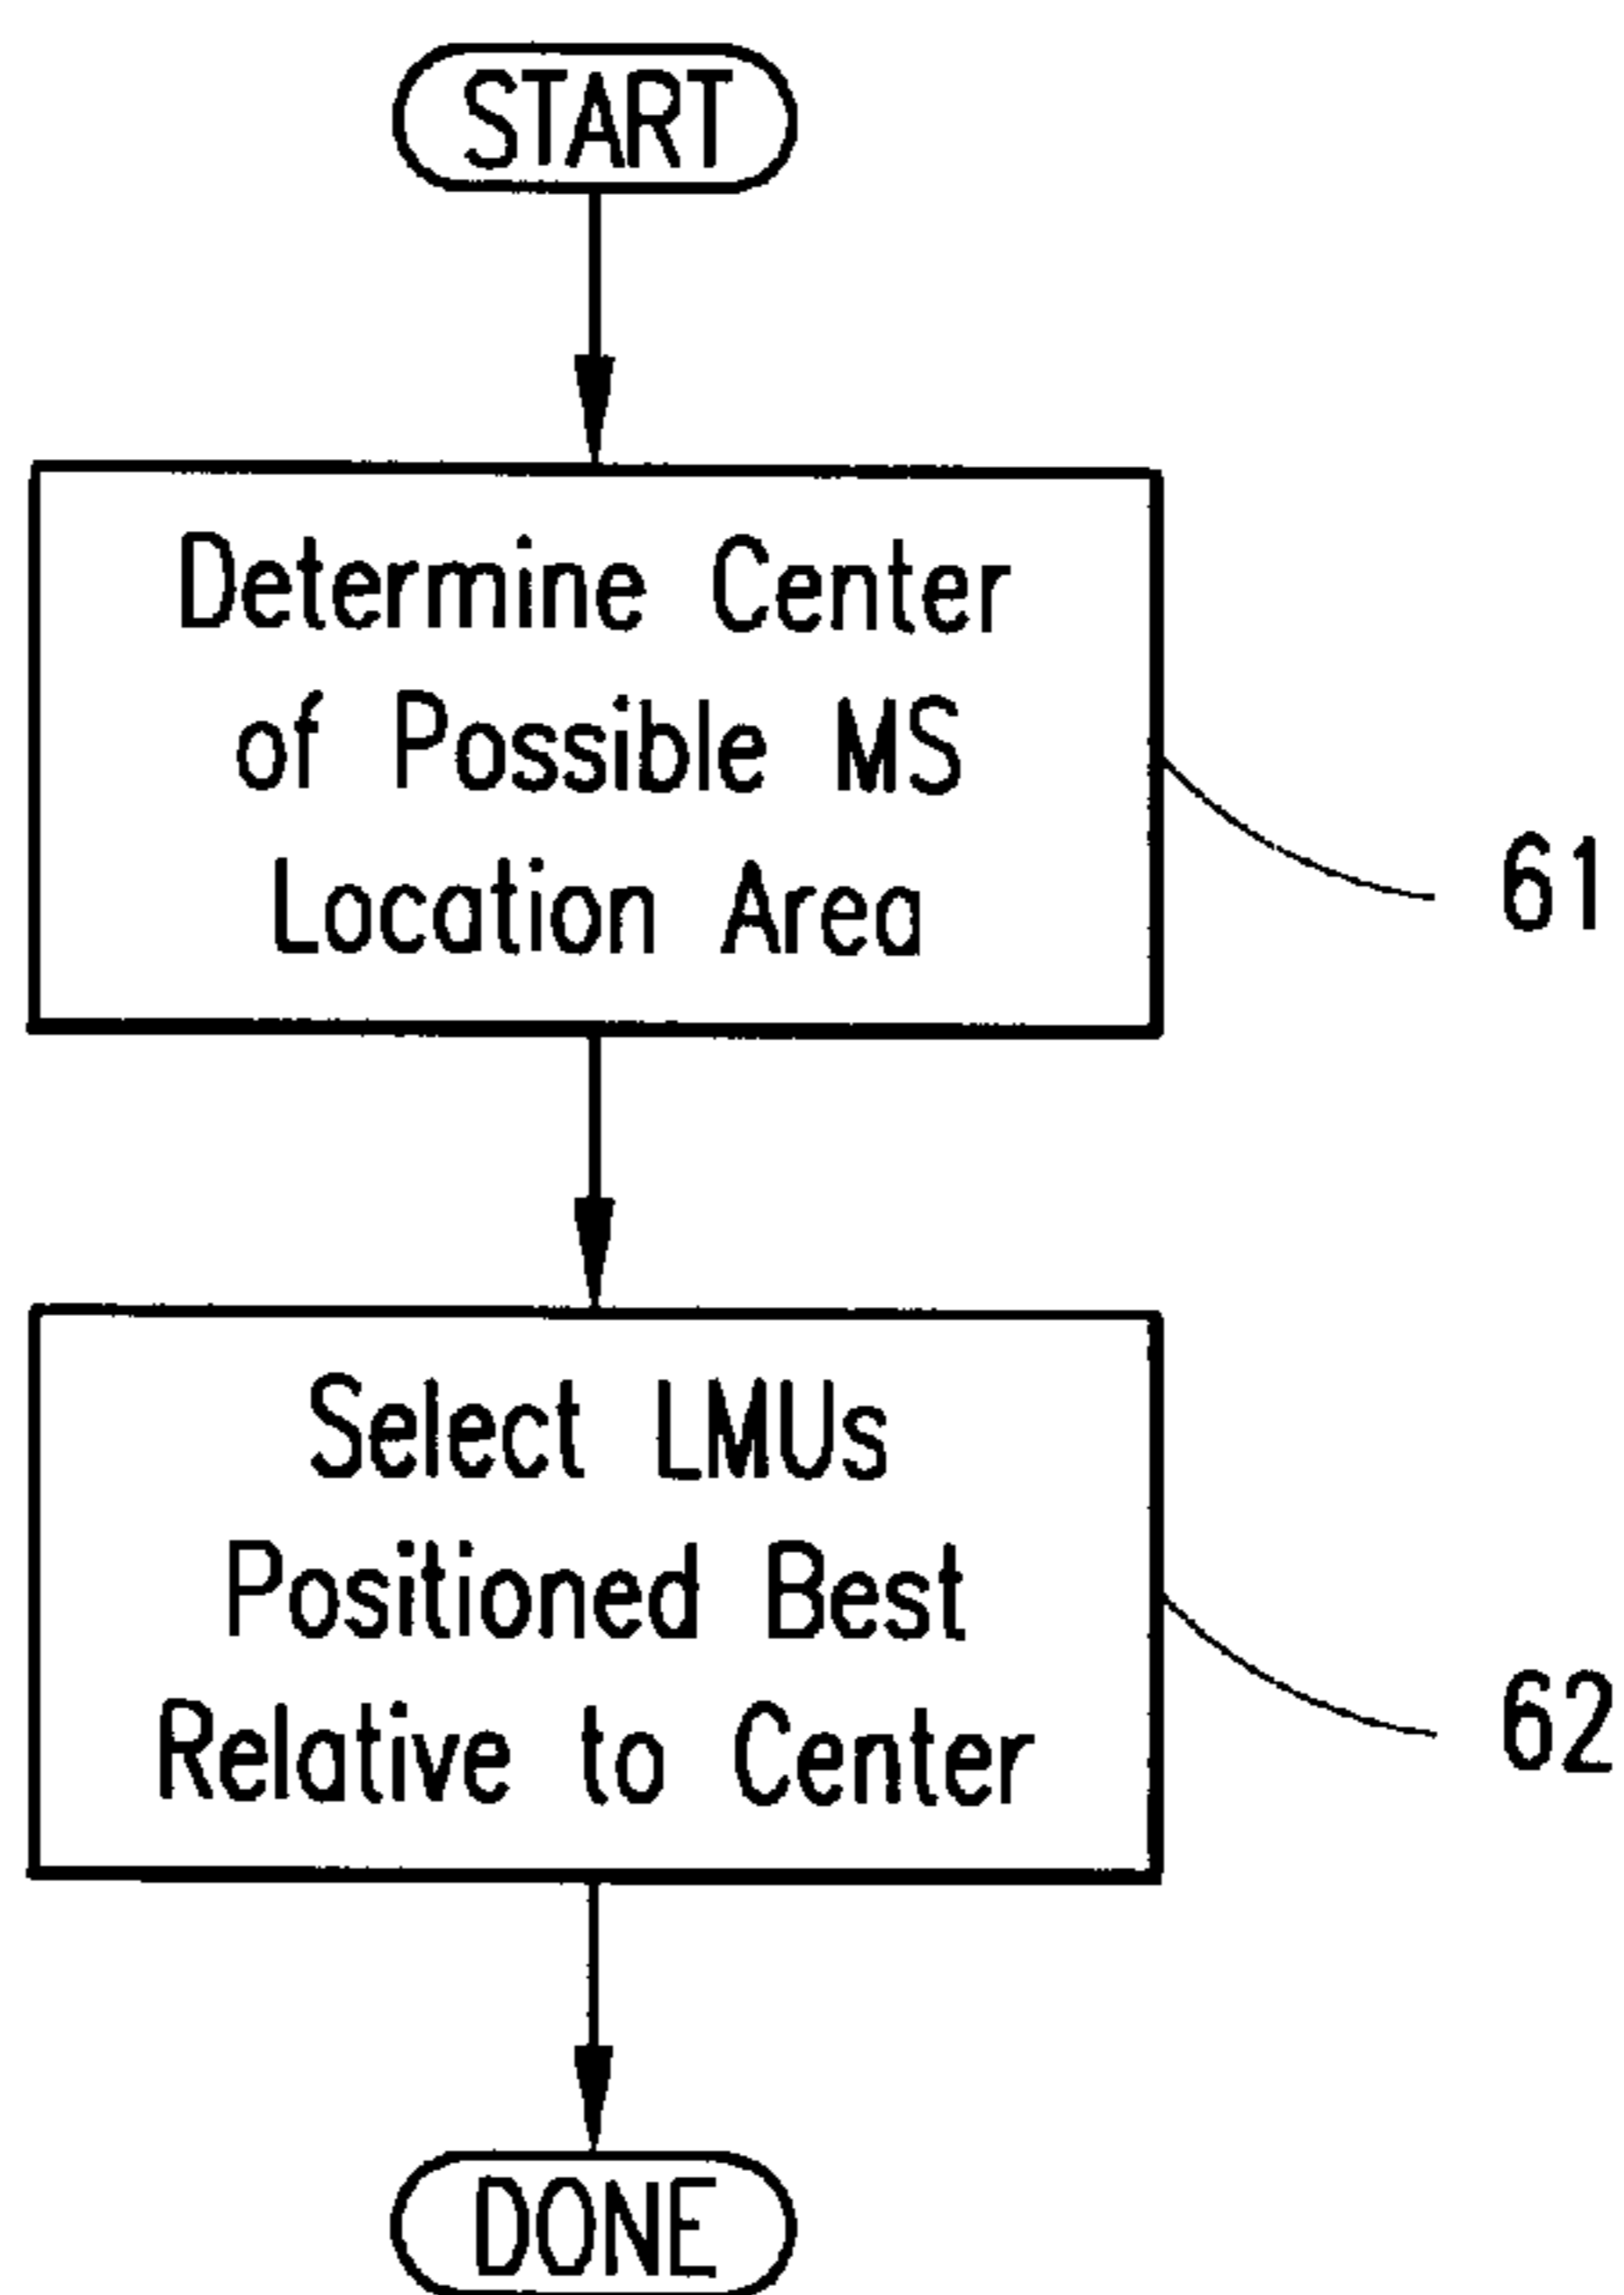 START
Determine Center
of Possible MS
Location Area
61
Select LMUs
Positioned Best
Relative to Center
62
DONE